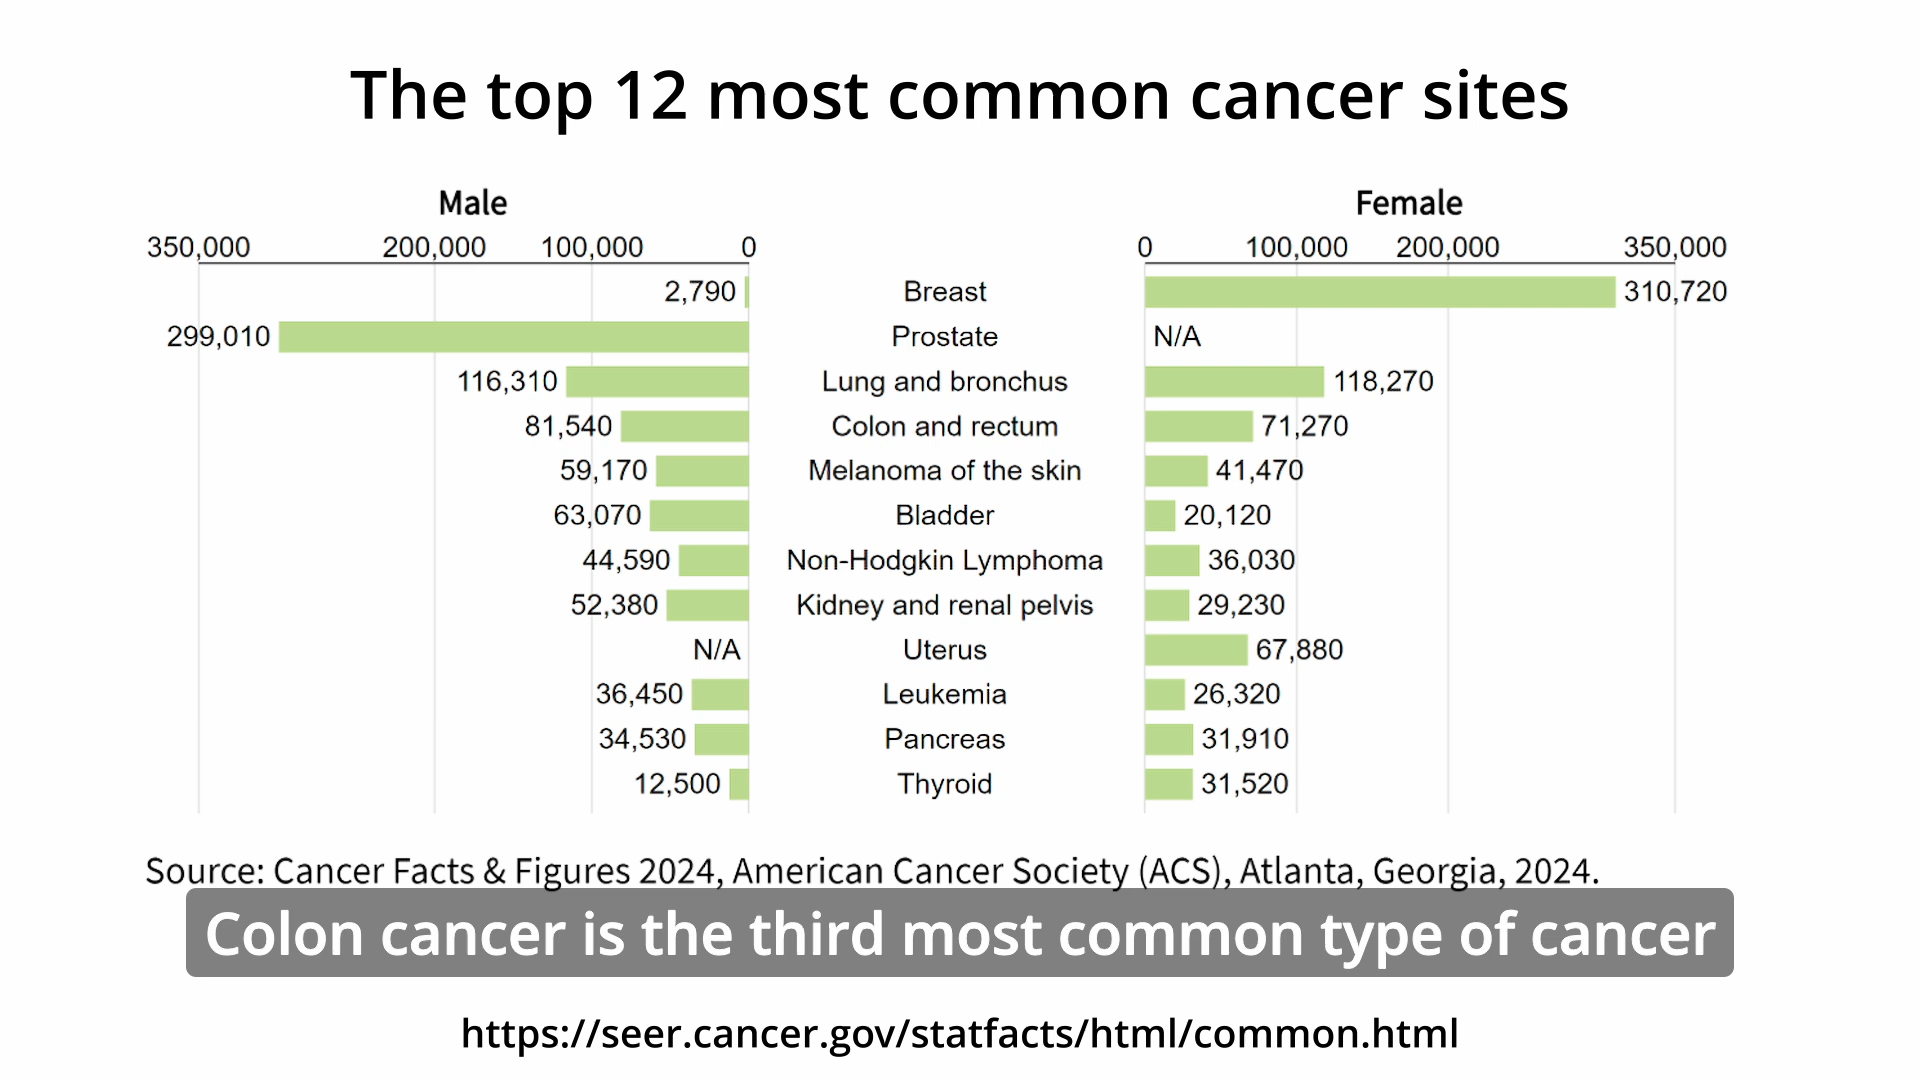 The top 12 most common cancer sites
Male Female
350,000 200,000 100,000 0 0 100,000 200,000 350,000
2,790 Breast 310,720
299,010 Prostate N/A
116,310 Lung and bronchus 118,270
81,540 Colon and rectum 71,270
59,170 Melanoma of the skin 41,470
63,070 Bladder 20,120
44,590 Non-Hodgkin Lymphoma 36,030
52,380 Kidney and renal pelvis 29,230
N/A Uterus 67,880
36,450 Leukemia 26,320
34,530 Pancreas 31,910
12,500 Thyroid 31,520
Source: Cancer Facts & Figures 2024, American Cancer Society (ACS), Atlanta, Georgia, 2024.
Colon cancer is the third most common type of cancer
https://seer.cancer.gov/statfacts/html/common.html